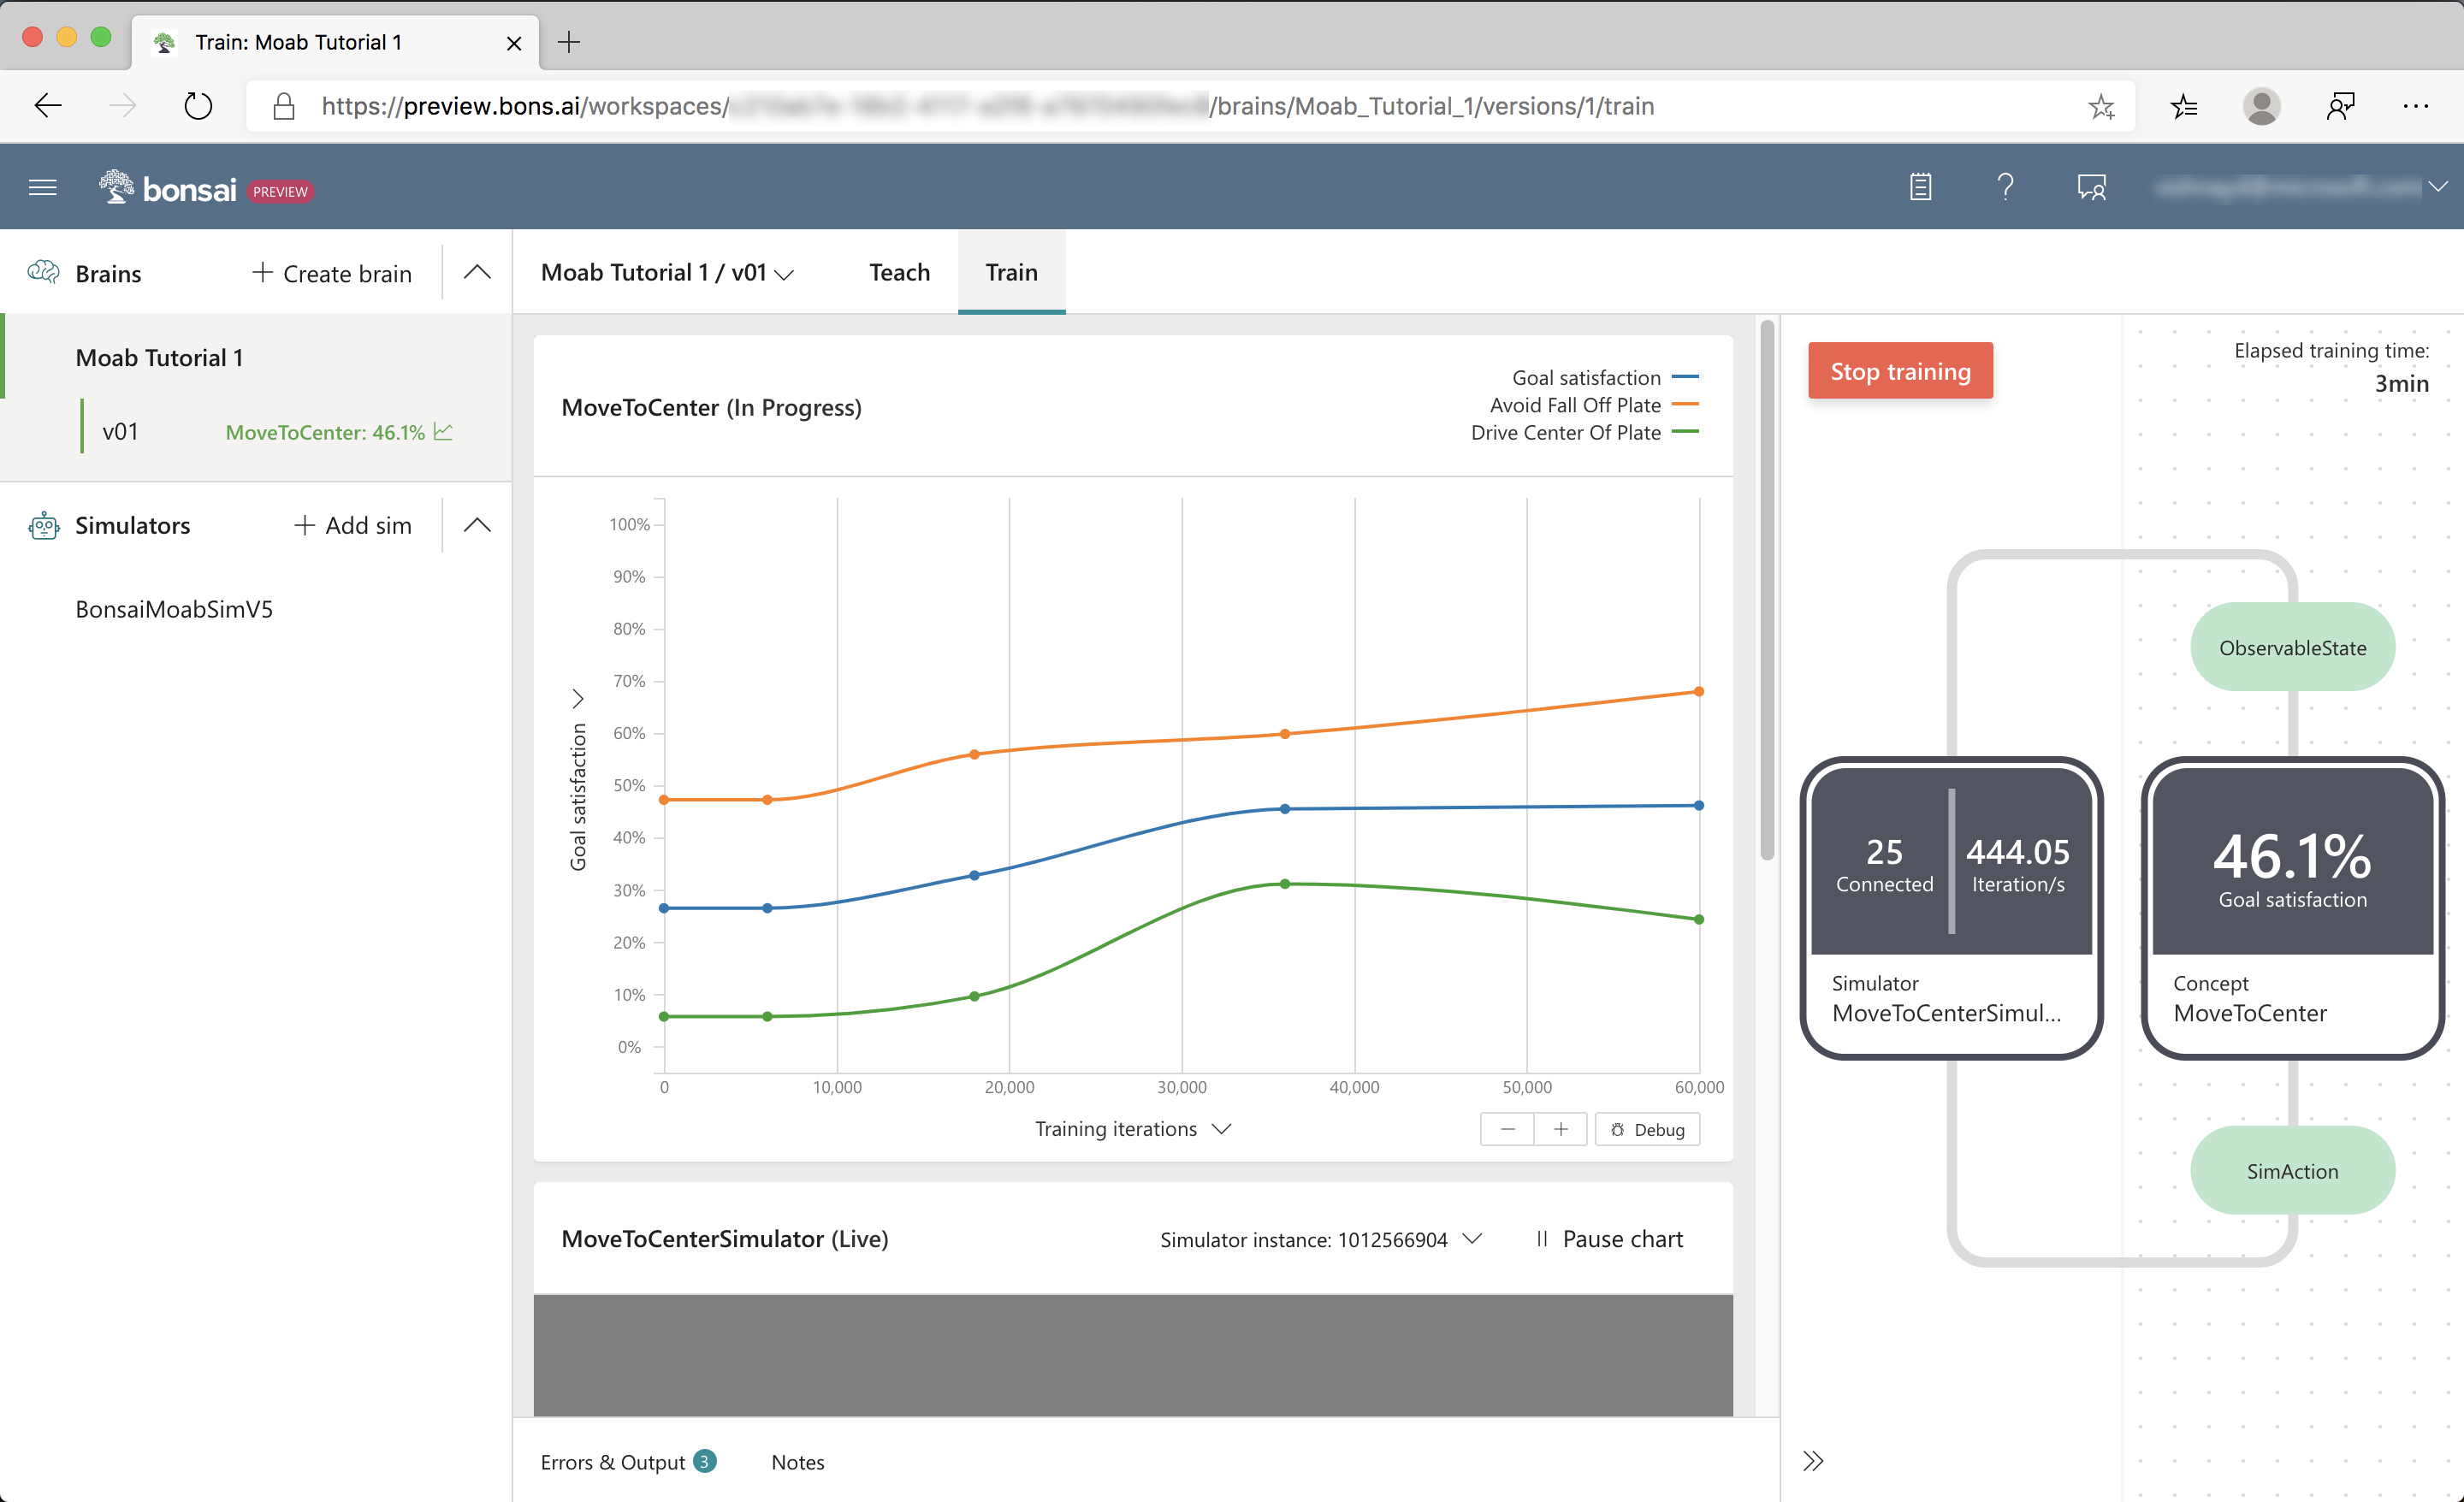 Train: Moab Tutorial 1
https://preview.bons.ai/workspaces/ /brains/Moab_Tutorial_1/versions/1/train
bonsai PREVIEW
Brains
Create brain
Moab Tutorial 1
v01
MoveToCenter: 46.1%
Simulators
Add sim
BonsaiMoabSimV5
Moab Tutorial 1 / v01
Teach
Train
MoveToCenter (In Progress)
Goal satisfaction
Avoid Fall Off Plate
Drive Center Of Plate
Goal satisfaction
100%
90%
80%
70%
60%
50%
40%
30%
20%
10%
0%
0
10,000
20,000
30,000
40,000
50,000
60,000
Training iterations
Debug
MoveToCenterSimulator (Live)
Simulator instance: 1012566904
Pause chart
Errors & Output 3
Notes
Stop training
Elapsed training time:
3min
ObservableState
25
Connected
444.05
Iteration/s
Simulator
MoveToCenterSimul...
46.1%
Goal satisfaction
Concept
MoveToCenter
SimAction